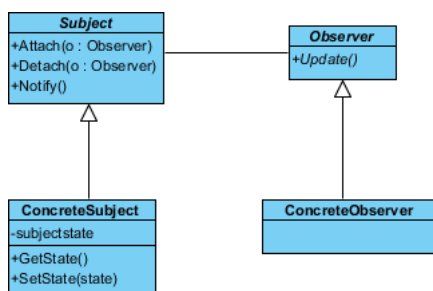 Subject
+Attach(o : Observer)
+Detach(o : Observer)
+Notify()
Observer
+Update()
ConcreteSubject
-subjectstate
+GetState()
+SetState(state)
ConcreteObserver